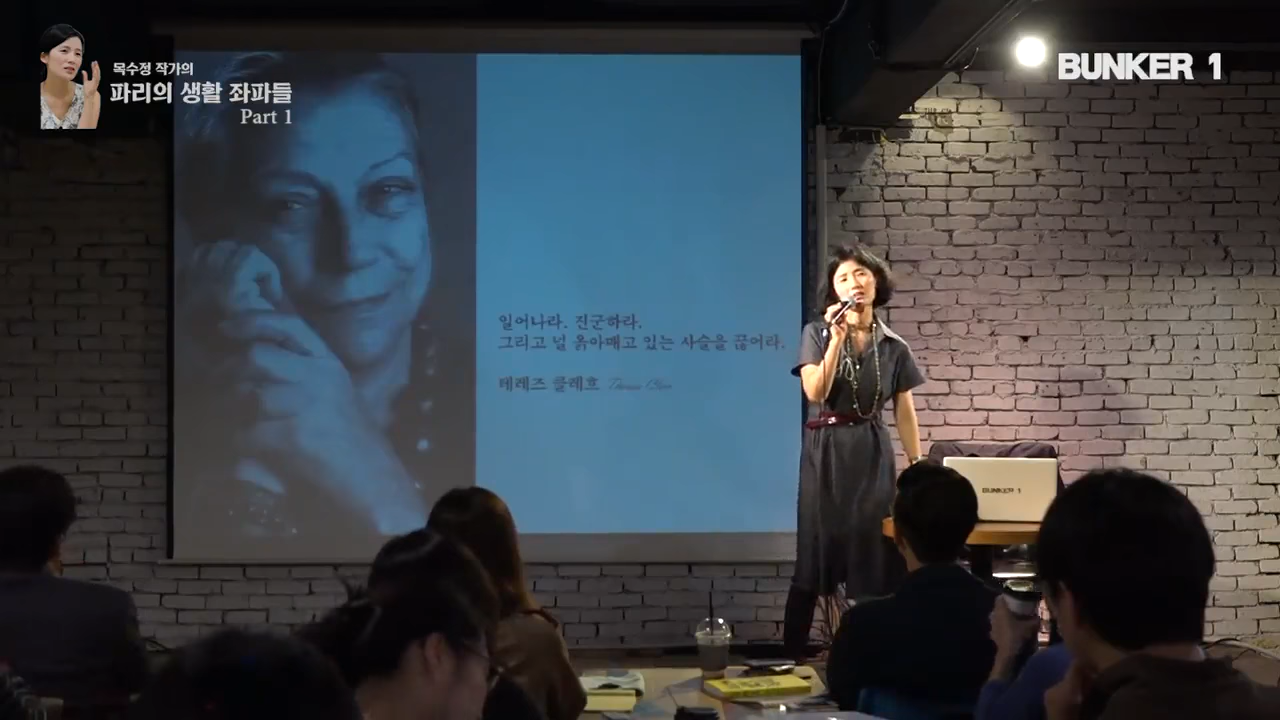 목수정 작가의
파리의 생활 좌파들
Part 1
BUNKER 1
일어나라. 진군하라.
그리고 널 옭아매고 있는 사슬을 끊어라.
테레즈 클레흐
BUNKER 1